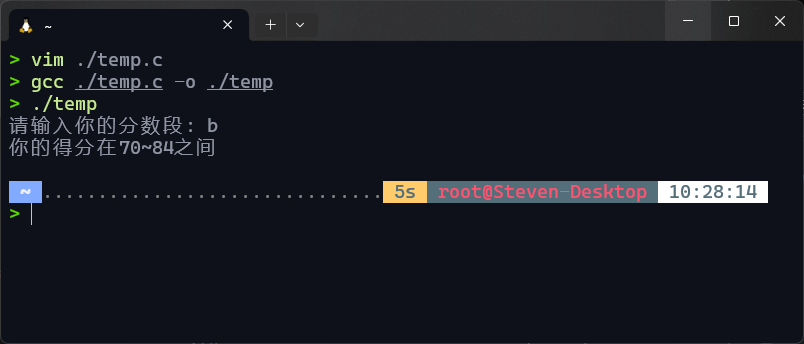 ~
> vim ./temp.c
> gcc ./temp.c -o ./temp
> ./temp
请输入你的分数段: b
你的得分在70~84之间
~ ............................... 5s root@Steven-Desktop 10:28:14
>